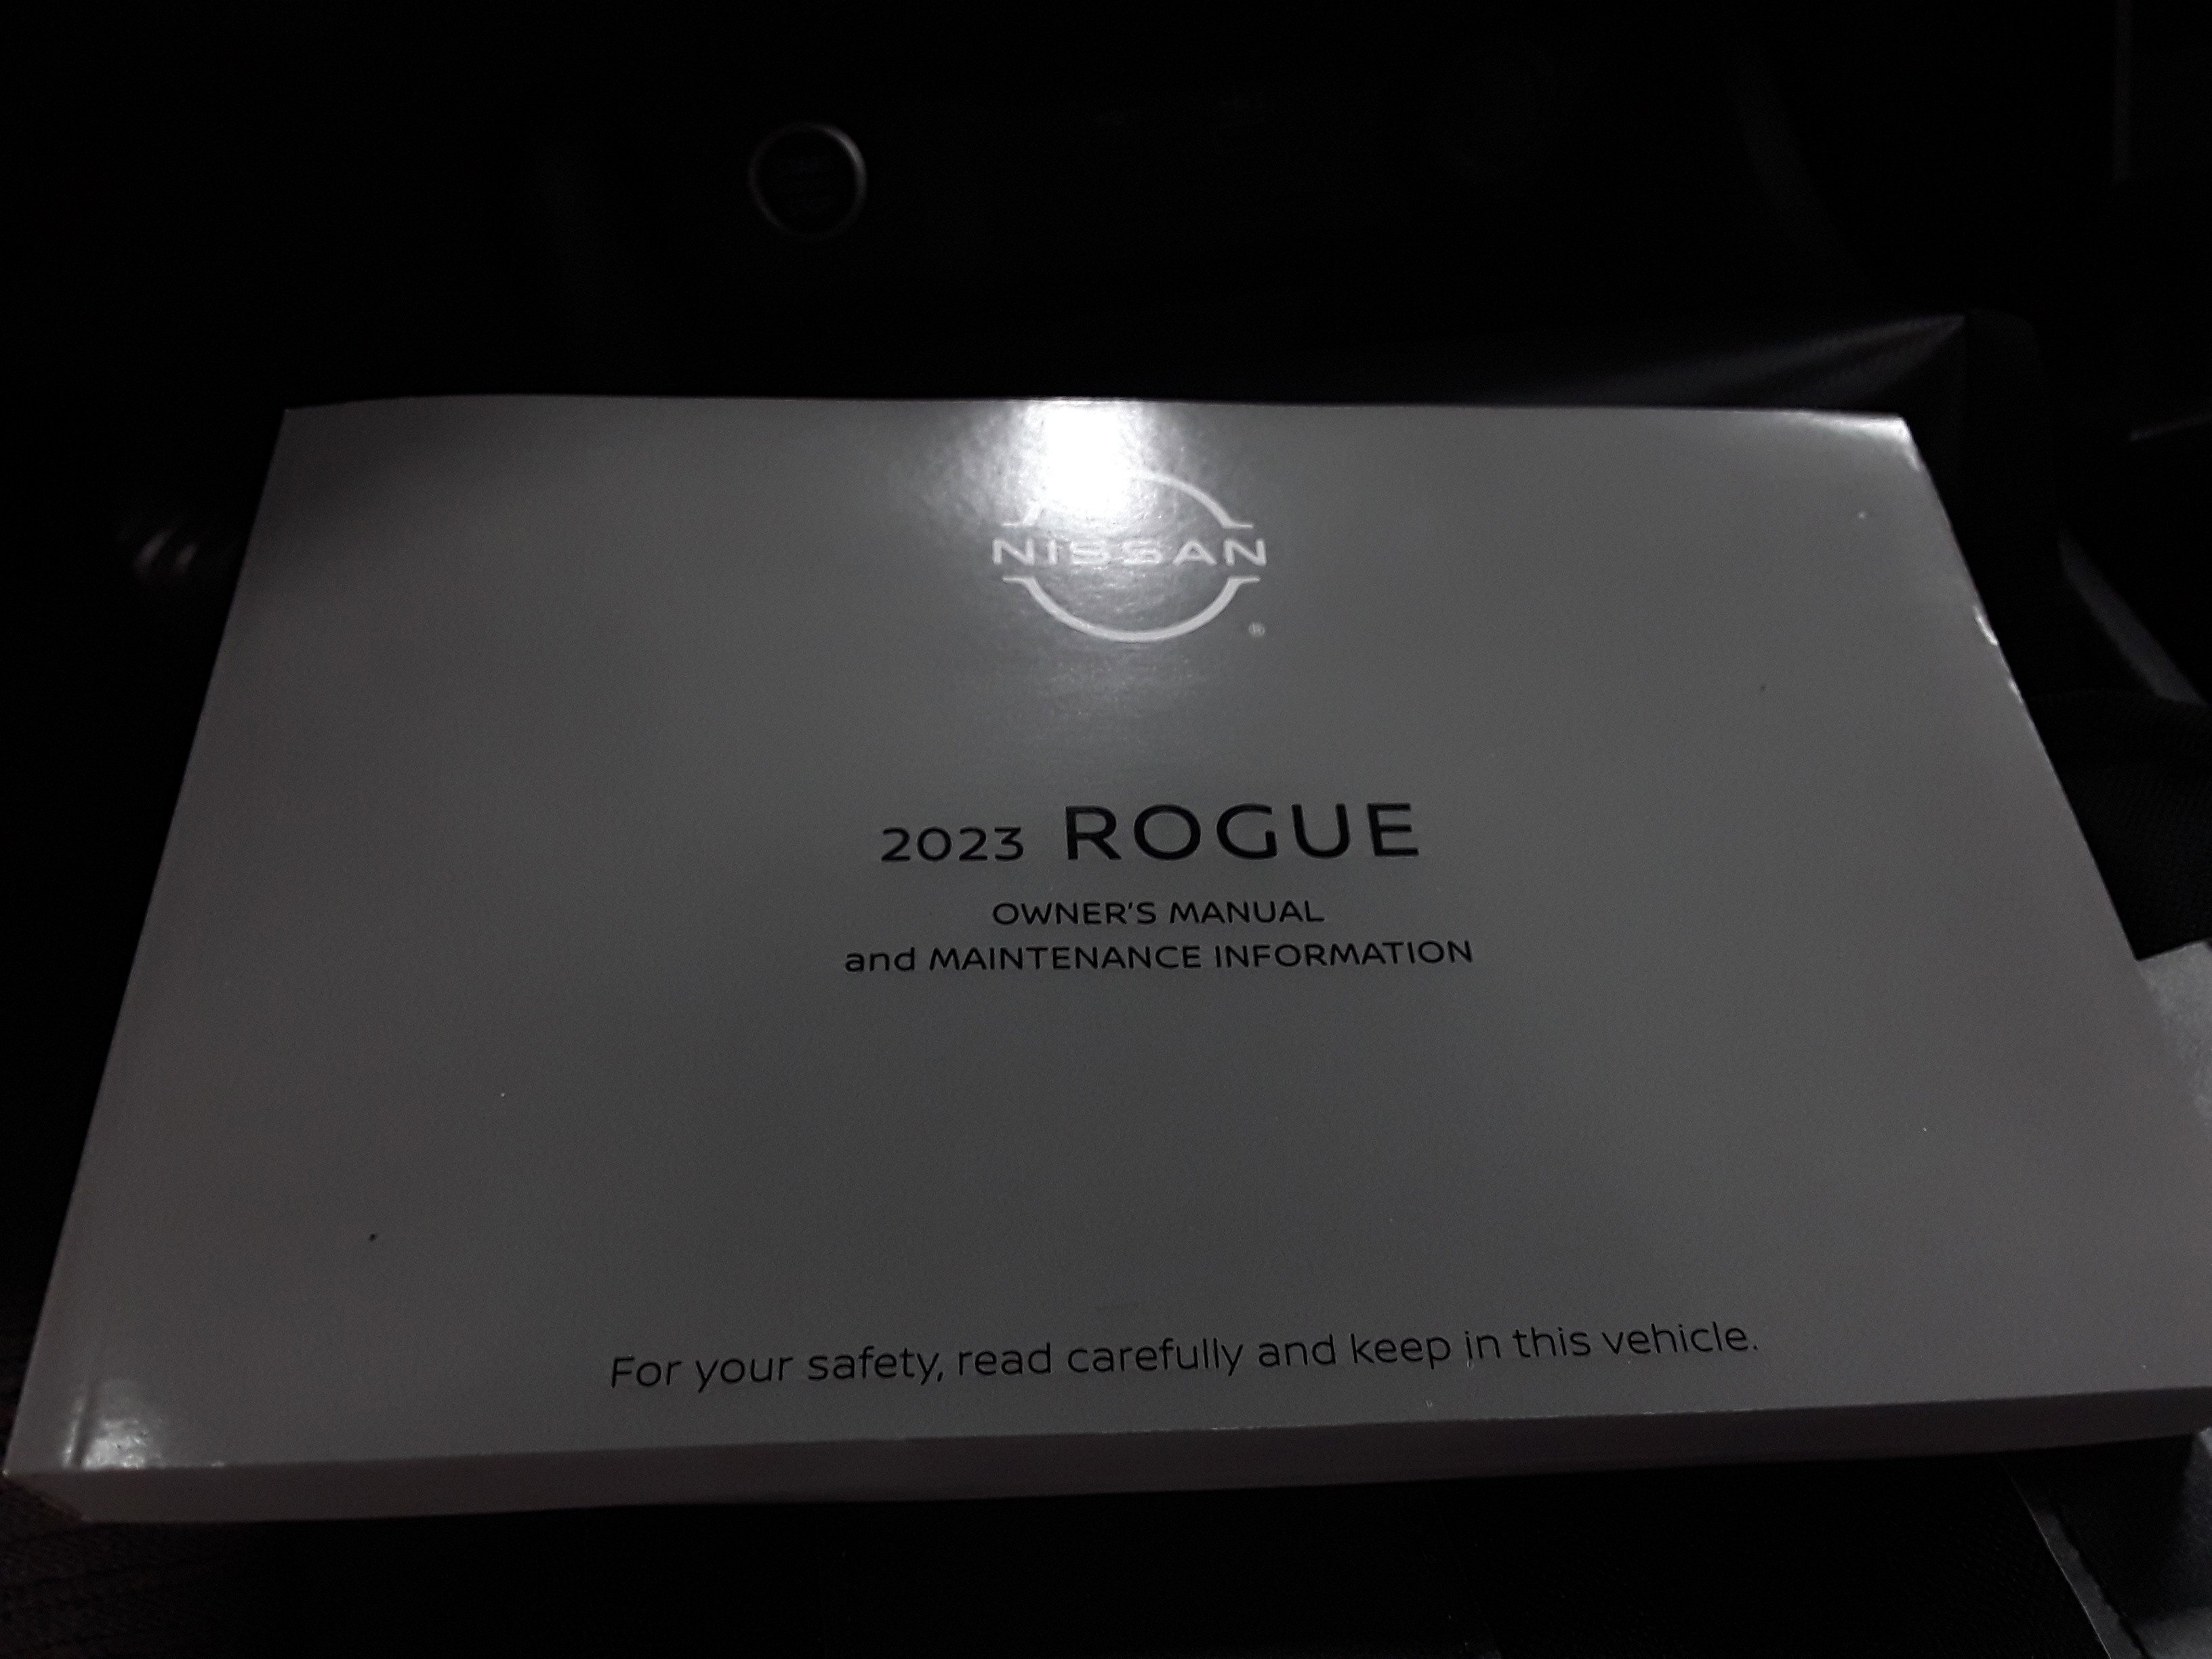 NISSAN
®
2023 ROGUE
OWNER'S MANUAL
and MAINTENANCE INFORMATION
For your safety, read carefully and keep in this vehicle.